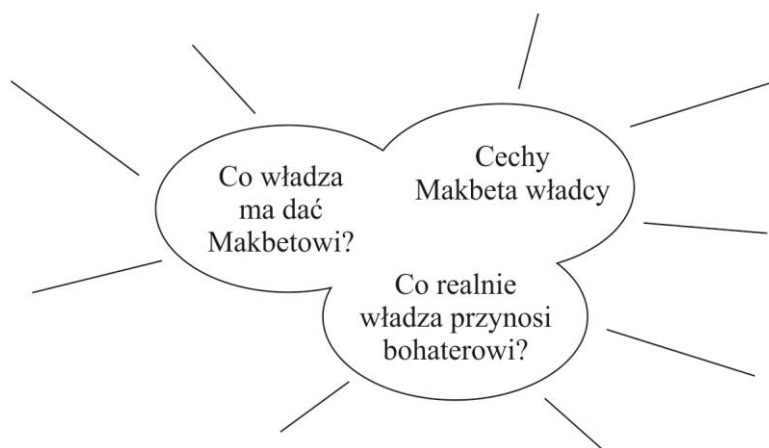 Co władza
ma dać
Makbetowi?
Cechy
Makbeta władcy
Co realnie
władza przynosi
bohaterowi?